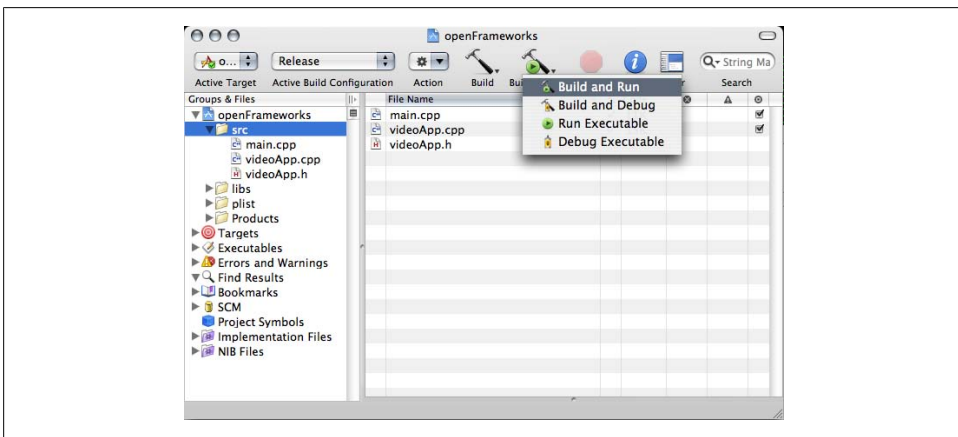 openFrameworks
o... Release String Ma
Active Target Active Build Configuration Action Build Search
Build and Run
Build and Debug
Run Executable
Debug Executable
Groups & Files
File Name
openFrameworks
src
main.cpp
videoApp.cpp
videoApp.h
libs
plist
Products
Targets
Executables
Errors and Warnings
Find Results
Bookmarks
SCM
Project Symbols
Implementation Files
NIB Files
main.cpp
videoApp.cpp
videoApp.h